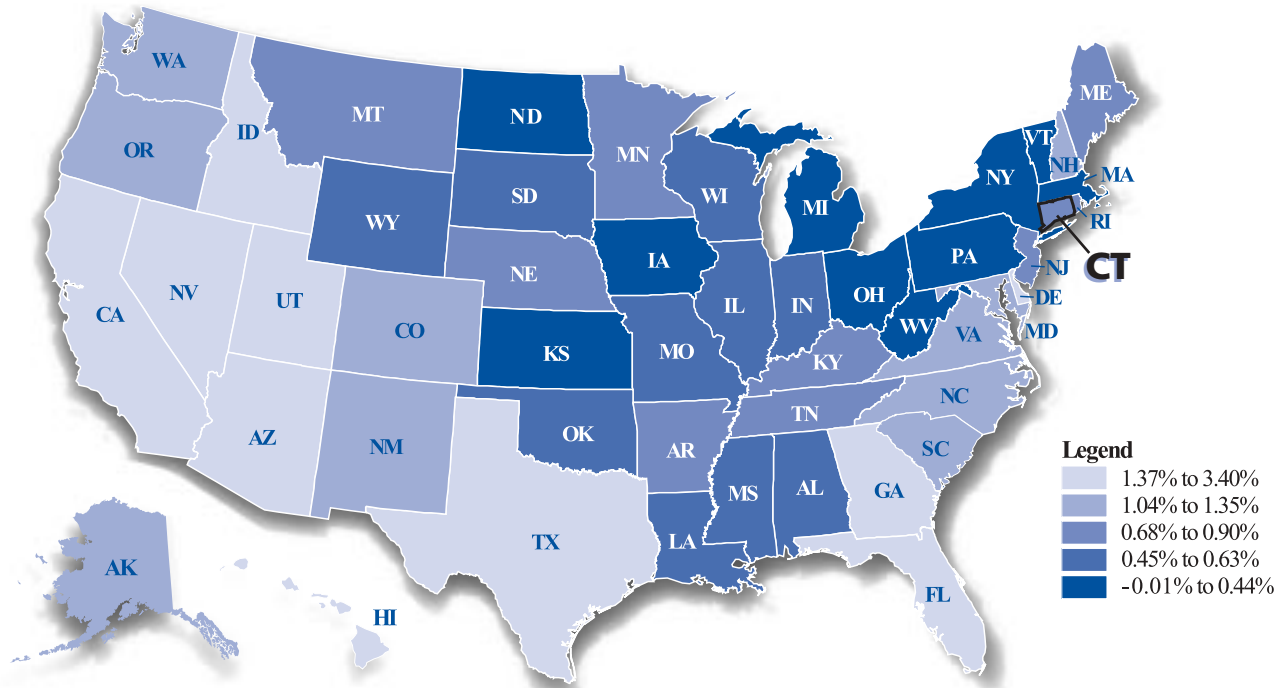 WA
MT
ND
ME
OR
ID
MN
VT
NH
MA
SD
WI
NY
WY
MI
RI
IA
PA
CT
NE
NJ
NV
UT
OH
DE
CA
CO
IL
IN
WV
VA
MD
KS
MO
KY
NC
TN
AZ
NM
OK
AR
SC
MS
AL
GA
TX
LA
FL
AK
HI
Legend
1.37% to 3.40%
1.04% to 1.35%
0.68% to 0.90%
0.45% to 0.63%
-0.01% to 0.44%